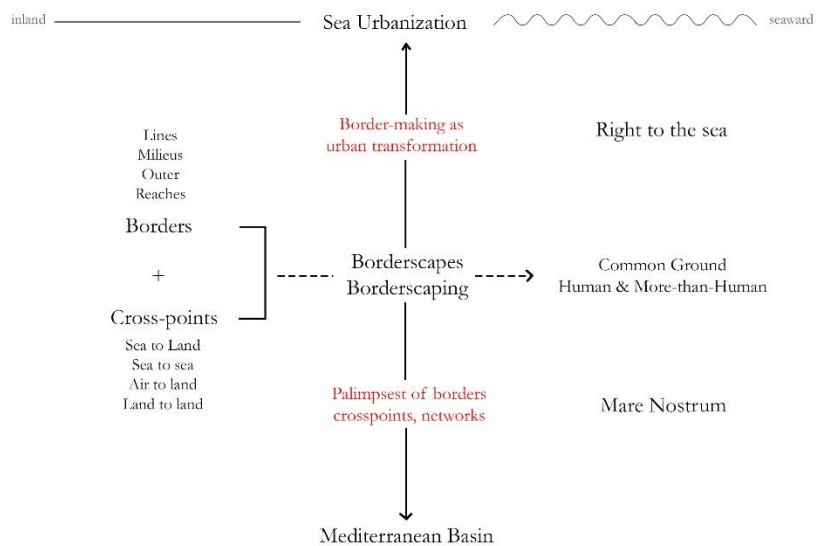 inland
Sea Urbanization
seaward
Border-making as
urban transformation
Right to the sea
Lines
Milieus
Outer
Reaches
Borders
+
Cross-points
Sea to Land
Sea to sea
Air to land
Land to land
Borderscapes
Borderscaping
Common Ground
Human & More-than-Human
Palimpsest of borders
crosspoints, networks
Mare Nostrum
Mediterranean Basin